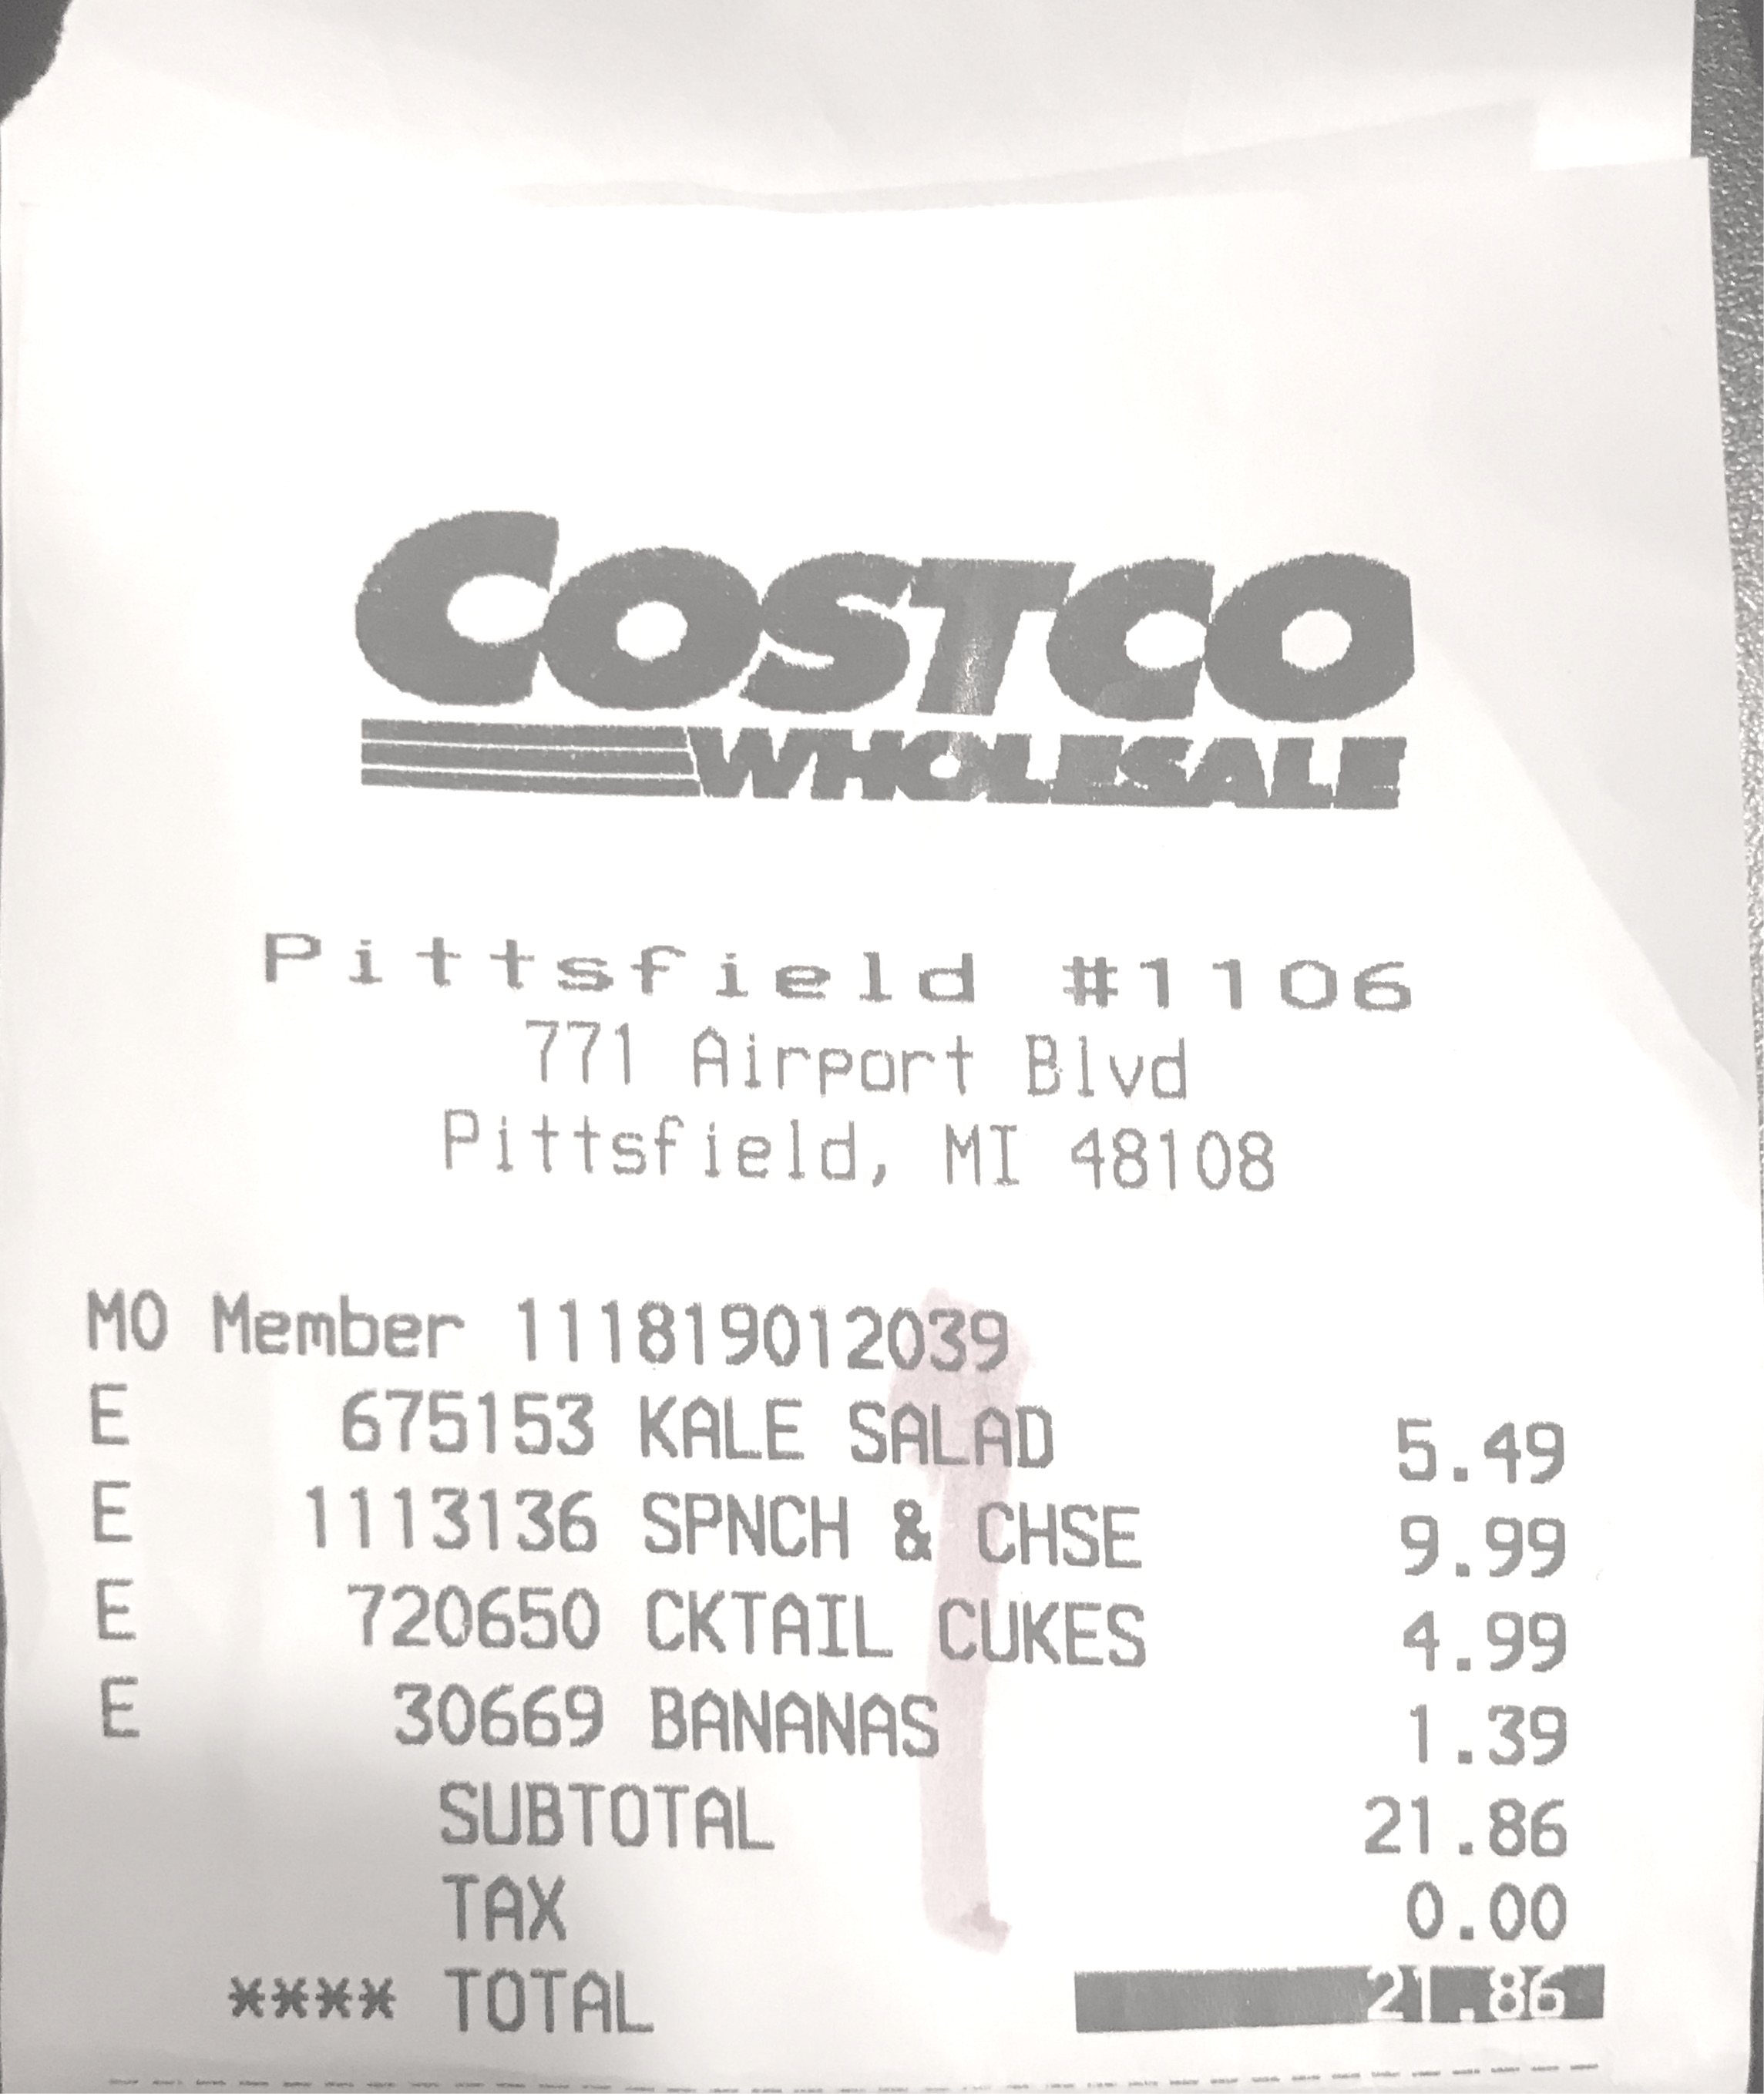 COSTCO
WHOLESALE
Pittsfield #1106
771 Airport Blvd
Pittsfield, MI 48108
MO Member 111819012039
E 675153 KALE SALAD 5.49
E 1113136 SPNCH & CHSE 9.99
E 720650 CKTAIL CUKES 4.99
E 30669 BANANAS 1.39
SUBTOTAL 21.86
TAX 0.00
**** TOTAL 21.86